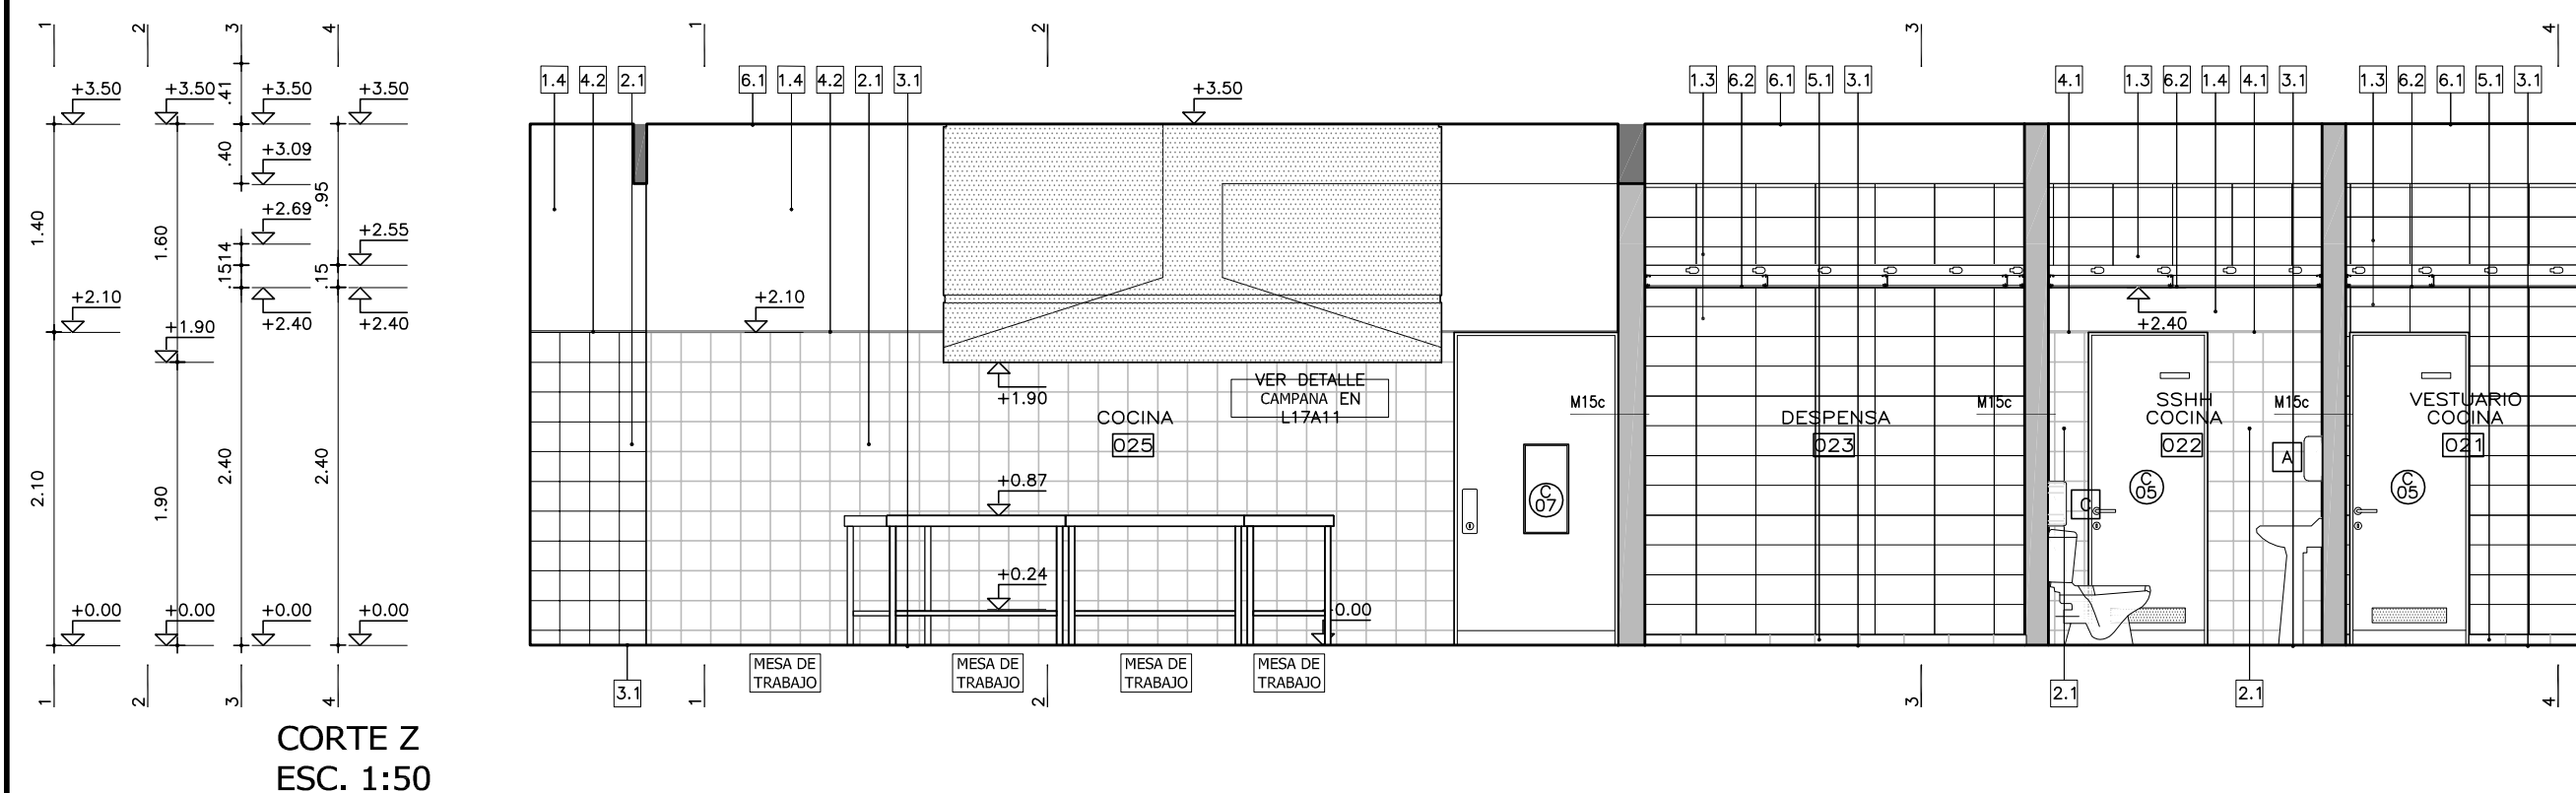 1 2 3 4 1 2 3 4
1.4 4.2 2.1 6.1 1.4 4.2 2.1 3.1 1.3 6.2 6.1 5.1 3.1 4.1 1.3 6.2 1.4 4.1 3.1 1.3 6.2 6.1 5.1 3.1
+3.50 +3.50 .41 +3.50 +3.50 +3.50
.40 +3.09
.95
+2.69
1.40 1.60 +2.55
.14
.15 .15
+2.10 +2.10
+1.90 +2.40 +2.40 +2.40
VER DETALLE
CAMPANA EN
L17A11
+1.90
M15c M15c M15c
COCINA
025
DESPENSA
023
SSHH
COCINA
022
VESTUARIO
COCINA
021
A
C
C
07
C
05
C
05
2.10 1.90 2.40 2.40
+0.87
+0.24
+0.00 +0.00 +0.00 +0.00 0.00
MESA DE
TRABAJO
MESA DE
TRABAJO
MESA DE
TRABAJO
MESA DE
TRABAJO
3.1 2.1 2.1
1 2 3 4 1 2 3 4
CORTE Z
ESC. 1:50